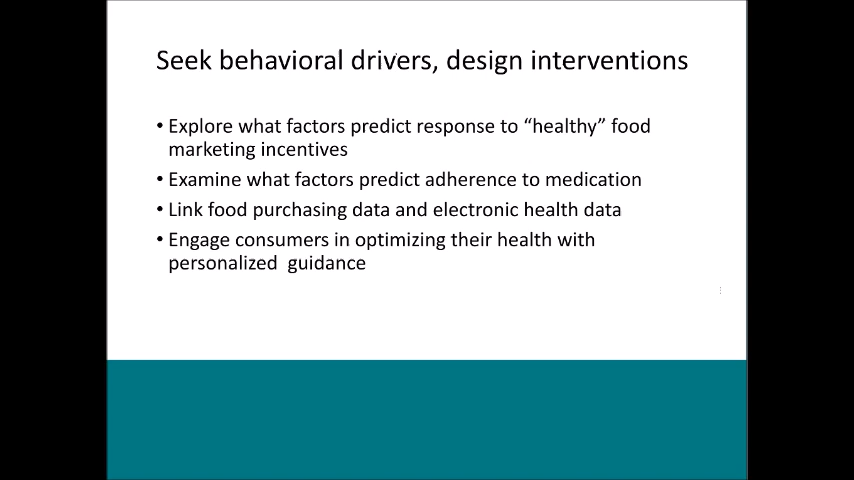 Seek behavioral drivers, design interventions
• Explore what factors predict response to “healthy” food
marketing incentives
• Examine what factors predict adherence to medication
• Link food purchasing data and electronic health data
• Engage consumers in optimizing their health with
personalized  guidance